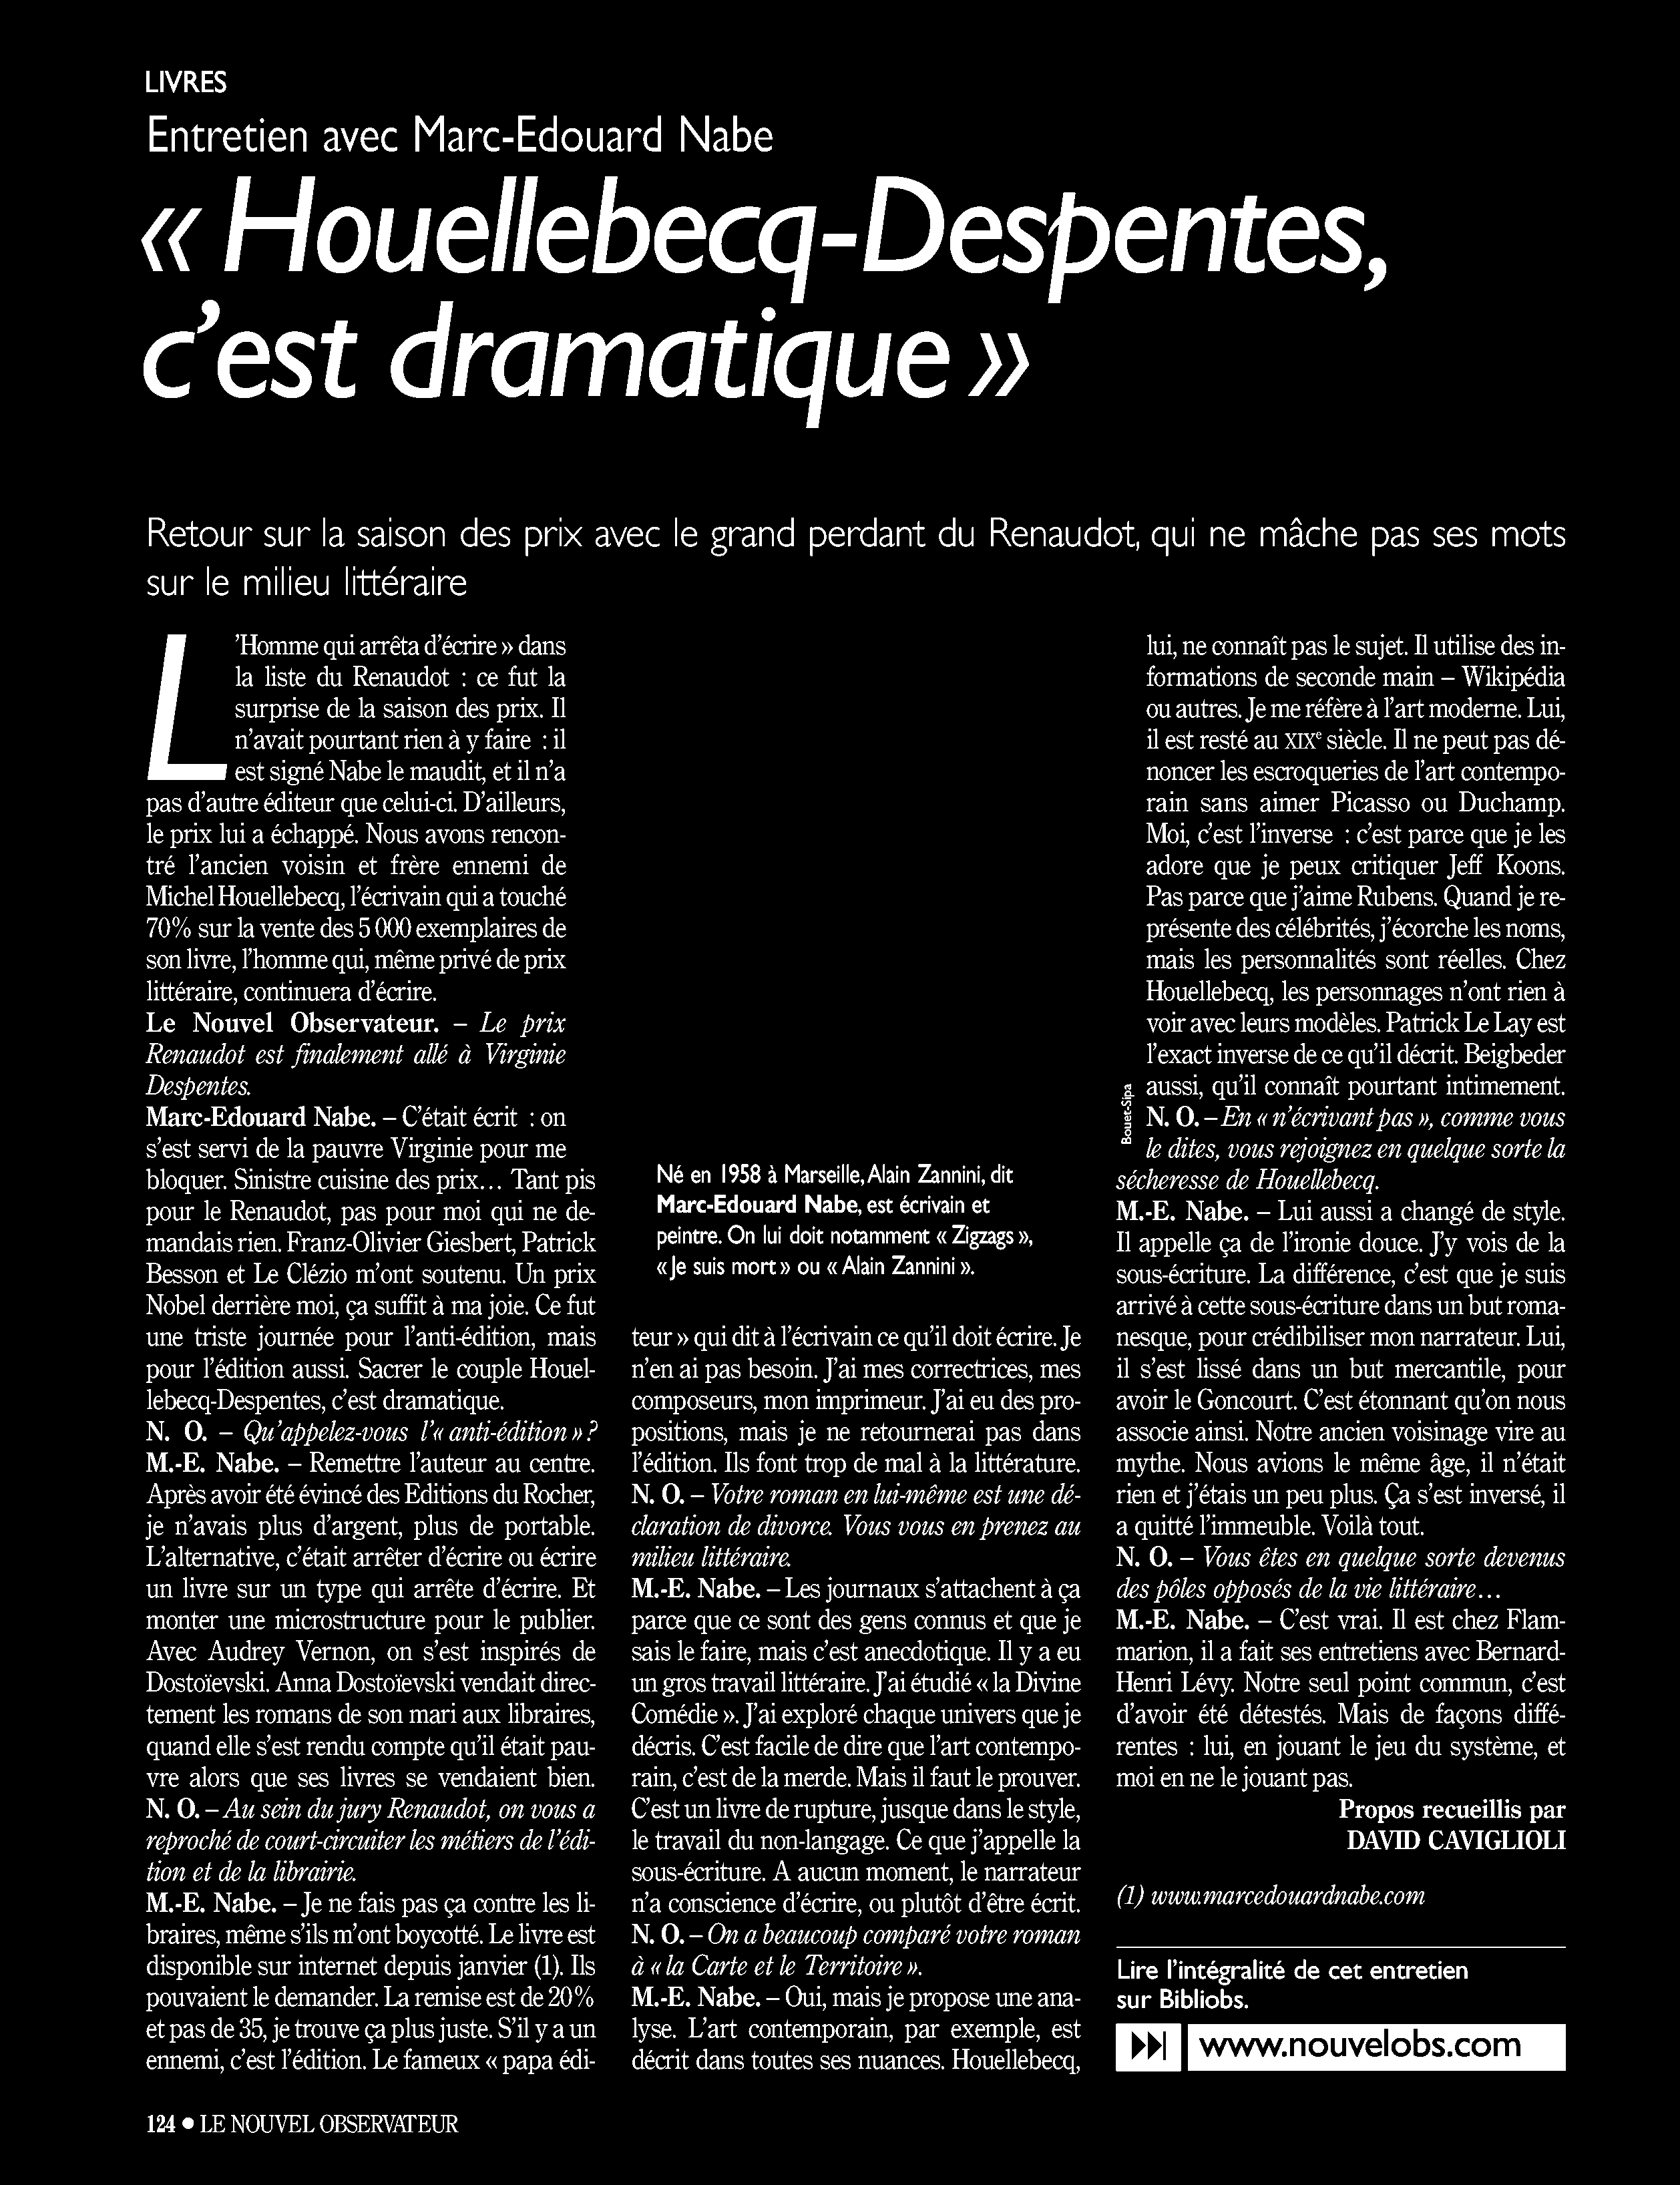 LIVRES
Entretien avec Marc-Edouard Nabe
« Houellebecq-Despentes,
c’est dramatique »
Retour sur la saison des prix avec le grand perdant du Renaudot, qui ne mâche pas ses mots
sur le milieu littéraire
L’Homme qui arrêta d’écrire » dans
la liste du Renaudot : ce fut la
surprise de la saison des prix. Il
n’avait pourtant rien à y faire : il
est signé Nabe le maudit, et il n’a
pas d’autre éditeur que celui-ci. D’ailleurs,
le prix lui a échappé. Nous avons rencon-
tré l’ancien voisin et frère ennemi de
Michel Houellebecq, l’écrivain qui a touché
70% sur la vente des 5 000 exemplaires de
son livre, l’homme qui, même privé de prix
littéraire, continuera d’écrire.
Le Nouvel Observateur. – Le prix
Renaudot est finalement allé à Virginie
Despentes.
Marc-Edouard Nabe. – C’était écrit : on
s’est servi de la pauvre Virginie pour me
bloquer. Sinistre cuisine des prix… Tant pis
pour le Renaudot, pas pour moi qui ne de-
mandais rien. Franz-Olivier Giesbert, Patrick
Besson et Le Clézio m’ont soutenu. Un prix
Nobel derrière moi, ça suffit à ma joie. Ce fut
une triste journée pour l’anti-édition, mais
pour l’édition aussi. Sacrer le couple Houel-
lebecq-Despentes, c’est dramatique.
N. O. – Qu’appelez-vous l’« anti-édition » ?
M.-E. Nabe. – Remettre l’auteur au centre.
Après avoir été évincé des Editions du Rocher,
je n’avais plus d’argent, plus de portable.
L’alternative, c’était arrêter d’écrire ou écrire
un livre sur un type qui arrête d’écrire. Et
monter une microstructure pour le publier.
Avec Audrey Vernon, on s’est inspirés de
Dostoïevski. Anna Dostoïevski vendait direc-
tement les romans de son mari aux libraires,
quand elle s’est rendu compte qu’il était pau-
vre alors que ses livres se vendaient bien.
N. O. – Au sein du jury Renaudot, on vous a
reproché de court-circuiter les métiers de l’édi-
tion et de la librairie.
M.-E. Nabe. – Je ne fais pas ça contre les li-
braires, même s’ils m’ont boycotté. Le livre est
disponible sur internet depuis janvier (1). Ils
pouvaient le demander. La remise est de 20%
et pas de 35, je trouve ça plus juste. S’il y a un
ennemi, c’est l’édition. Le fameux « papa édi-
Né en 1958 à Marseille, Alain Zannini, dit
Marc-Edouard Nabe, est écrivain et
peintre. On lui doit notamment « Zigzags »,
« Je suis mort » ou « Alain Zannini ».
teur » qui dit à l’écrivain ce qu’il doit écrire. Je
n’en ai pas besoin. J’ai mes correctrices, mes
composeurs, mon imprimeur. J’ai eu des pro-
positions, mais je ne retournerai pas dans
l’édition. Ils font trop de mal à la littérature.
N. O. – Votre roman en lui-même est une dé-
claration de divorce. Vous vous en prenez au
milieu littéraire.
M.-E. Nabe. – Les journaux s’attachent à ça
parce que ce sont des gens connus et que je
sais le faire, mais c’est anecdotique. Il y a eu
un gros travail littéraire. J’ai étudié « la Divine
Comédie ». J’ai exploré chaque univers que je
décris. C’est facile de dire que l’art contempo-
rain, c’est de la merde. Mais il faut le prouver.
C’est un livre de rupture, jusque dans le style,
le travail du non-langage. Ce que j’appelle la
sous-écriture. A aucun moment, le narrateur
n’a conscience d’écrire, ou plutôt d’être écrit.
N. O. – On a beaucoup comparé votre roman
à « la Carte et le Territoire ».
M.-E. Nabe. – Oui, mais je propose une ana-
lyse. L’art contemporain, par exemple, est
décrit dans toutes ses nuances. Houellebecq,
lui, ne connaît pas le sujet. Il utilise des in-
formations de seconde main – Wikipédia
ou autres. Je me réfère à l’art moderne. Lui,
il est resté au XIXe siècle. Il ne peut pas dé-
noncer les escroqueries de l’art contempo-
rain sans aimer Picasso ou Duchamp.
Moi, c’est l’inverse : c’est parce que je les
adore que je peux critiquer Jeff Koons.
Pas parce que j’aime Rubens. Quand je re-
présente des célébrités, j’écorche les noms,
mais les personnalités sont réelles. Chez
Houellebecq, les personnages n’ont rien à
voir avec leurs modèles. Patrick Le Lay est
l’exact inverse de ce qu’il décrit. Beigbeder
aussi, qu’il connaît pourtant intimement.
Bouet-Sipa
N. O. – En « n’écrivant pas », comme vous
le dites, vous rejoignez en quelque sorte la
sécheresse de Houellebecq.
M.-E. Nabe. – Lui aussi a changé de style.
Il appelle ça de l’ironie douce. J’y vois de la
sous-écriture. La différence, c’est que je suis
arrivé à cette sous-écriture dans un but roma-
nesque, pour crédibiliser mon narrateur. Lui,
il s’est lissé dans un but mercantile, pour
avoir le Goncourt. C’est étonnant qu’on nous
associe ainsi. Notre ancien voisinage vire au
mythe. Nous avions le même âge, il n’était
rien et j’étais un peu plus. Ça s’est inversé, il
a quitté l’immeuble. Voilà tout.
N. O. – Vous êtes en quelque sorte devenus
des pôles opposés de la vie littéraire…
M.-E. Nabe. – C’est vrai. Il est chez Flam-
marion, il a fait ses entretiens avec Bernard-
Henri Lévy. Notre seul point commun, c’est
d’avoir été détestés. Mais de façons diffé-
rentes : lui, en jouant le jeu du système, et
moi en ne le jouant pas.
Propos recueillis par
DAVID CAVIGLIOLI
(1) www.marcedouardnabe.com
Lire l’intégralité de cet entretien
sur Bibliobs.
www.nouvelobs.com
124 • LE NOUVEL OBSERVATEUR